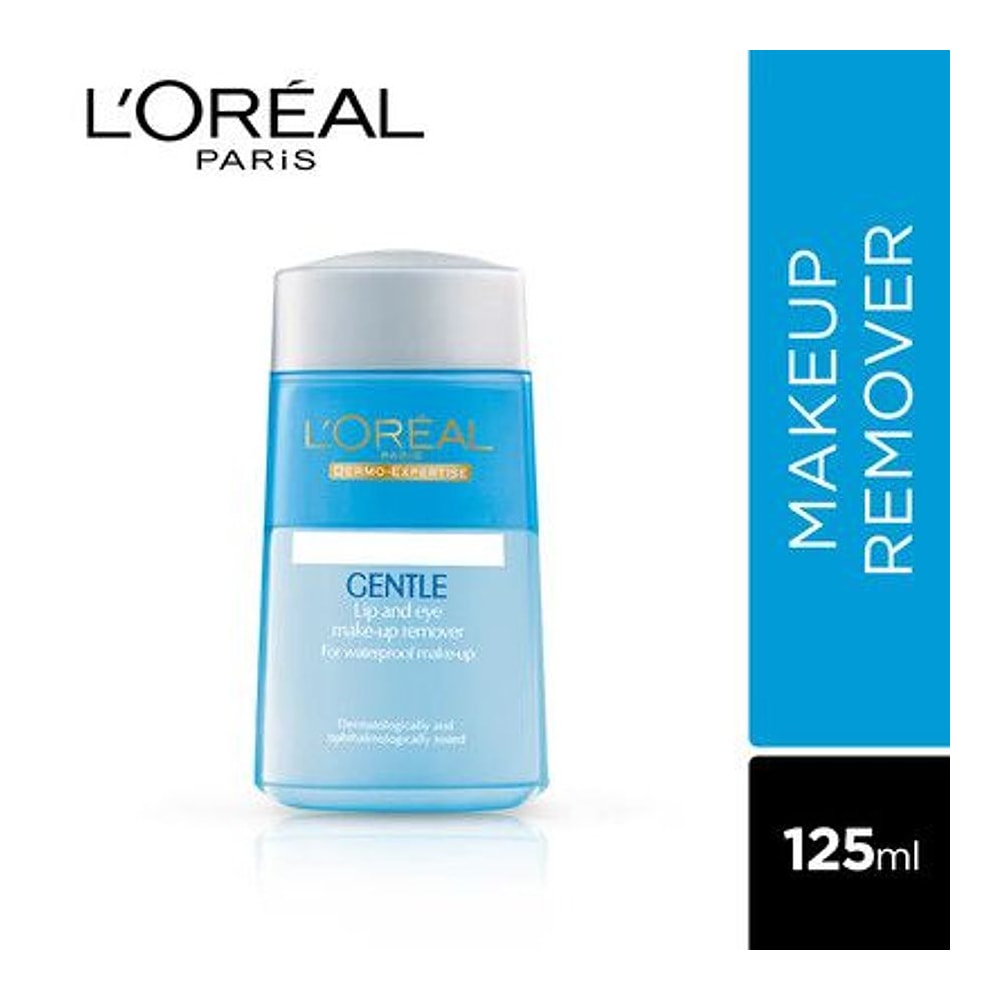 L'ORÉAL
PARiS
L'ORÉAL
PARIS
DERMO-EXPERTISE
GENTLE
Lip and eye
make-up remover
For waterproof make-up
Dermatologically and
ophthalmologically tested
MAKEUP
REMOVER
125ml